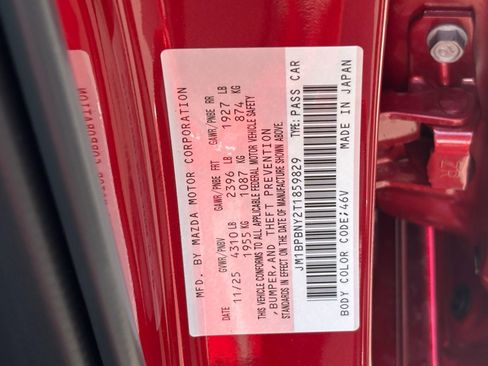 MFD. BY MAZDA MOTOR CORPORATION
DATE GVWR/PNBV GAWR/PNBE FRT GAWR/PNBE RR
11/25 4310 LB 2396 LB 1927 LB
1955 KG 1087 KG 874 KG
THIS VEHICLE CONFORMS TO ALL APPLICABLE FEDERAL MOTOR VEHICLE SAFETY
, BUMPER, AND THEFT PREVENTION
STANDARDS IN EFFECT ON THE DATE OF MANUFACTURE SHOWN ABOVE.
JM1BPBNY2T1859829 TYPE: PASS CAR
BODY COLOR CODE;46V MADE IN JAPAN